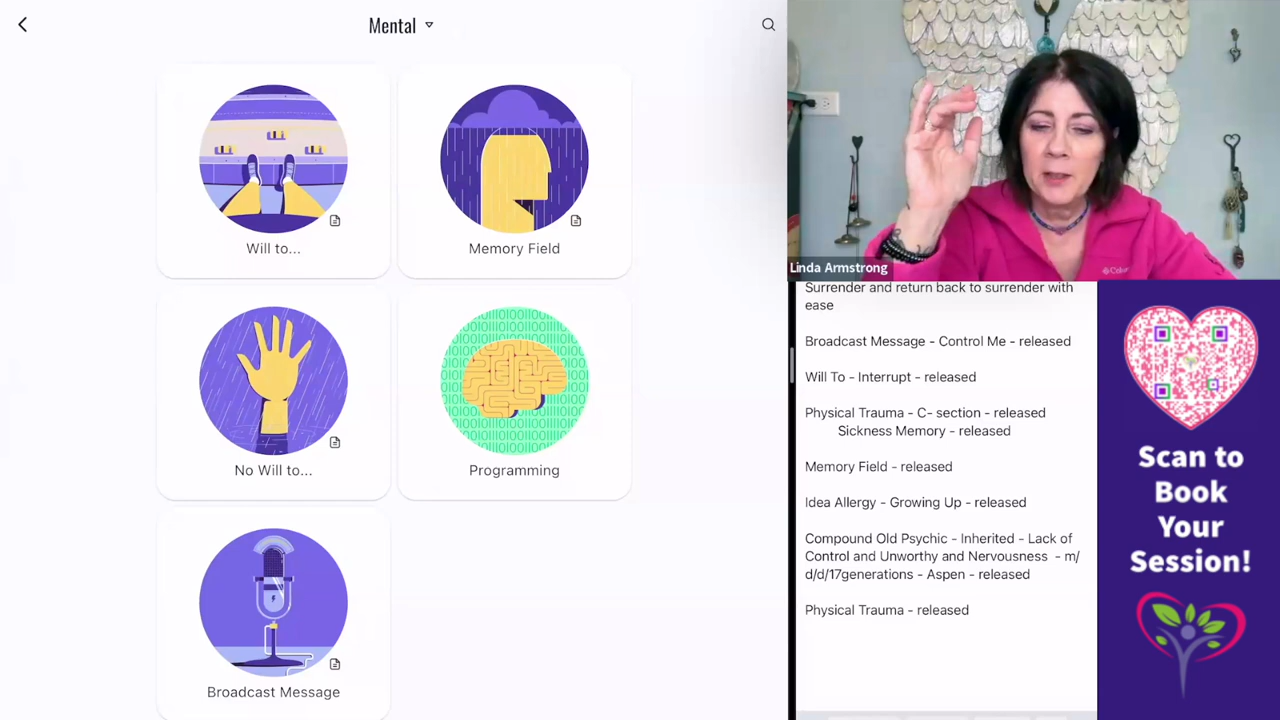 Mental
Will to...
Memory Field
No Will to...
Programming
Broadcast Message
Linda Armstrong
Surrender and return back to surrender with
ease
Broadcast Message - Control Me - released
Will To - Interrupt - released
Physical Trauma - C- section - released
Sickness Memory - released
Memory Field - released
Idea Allergy - Growing Up - released
Compound Old Psychic - Inherited - Lack of
Control and Unworthy and Nervousness - m/
d/d/17generations - Aspen - released
Physical Trauma - released
Scan to
Book
Your
Session!